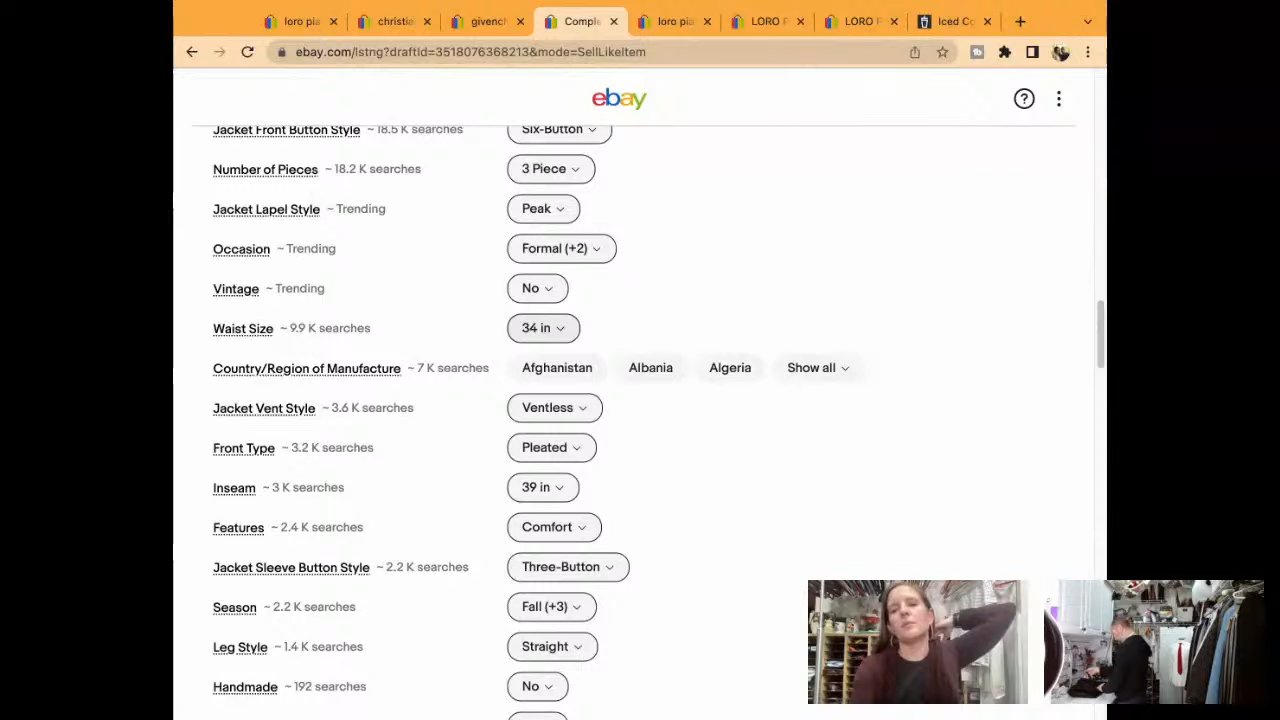 loro pia
christia
givench
Comple
loro pia
LORO P
LORO P
Iced Co
ebay.com/lstng?draftId=3518076368213&mode=SellLikeItem
ebay
Jacket Front Button Style ~ 18.5 K searches Six-Button
Number of Pieces ~ 18.2 K searches 3 Piece
Jacket Lapel Style ~ Trending Peak
Occasion ~ Trending Formal (+2)
Vintage ~ Trending No
Waist Size ~ 9.9 K searches 34 in
Country/Region of Manufacture ~ 7 K searches Afghanistan Albania Algeria Show all
Jacket Vent Style ~ 3.6 K searches Ventless
Front Type ~ 3.2 K searches Pleated
Inseam ~ 3 K searches 39 in
Features ~ 2.4 K searches Comfort
Jacket Sleeve Button Style ~ 2.2 K searches Three-Button
Season ~ 2.2 K searches Fall (+3)
Leg Style ~ 1.4 K searches Straight
Handmade ~ 192 searches No